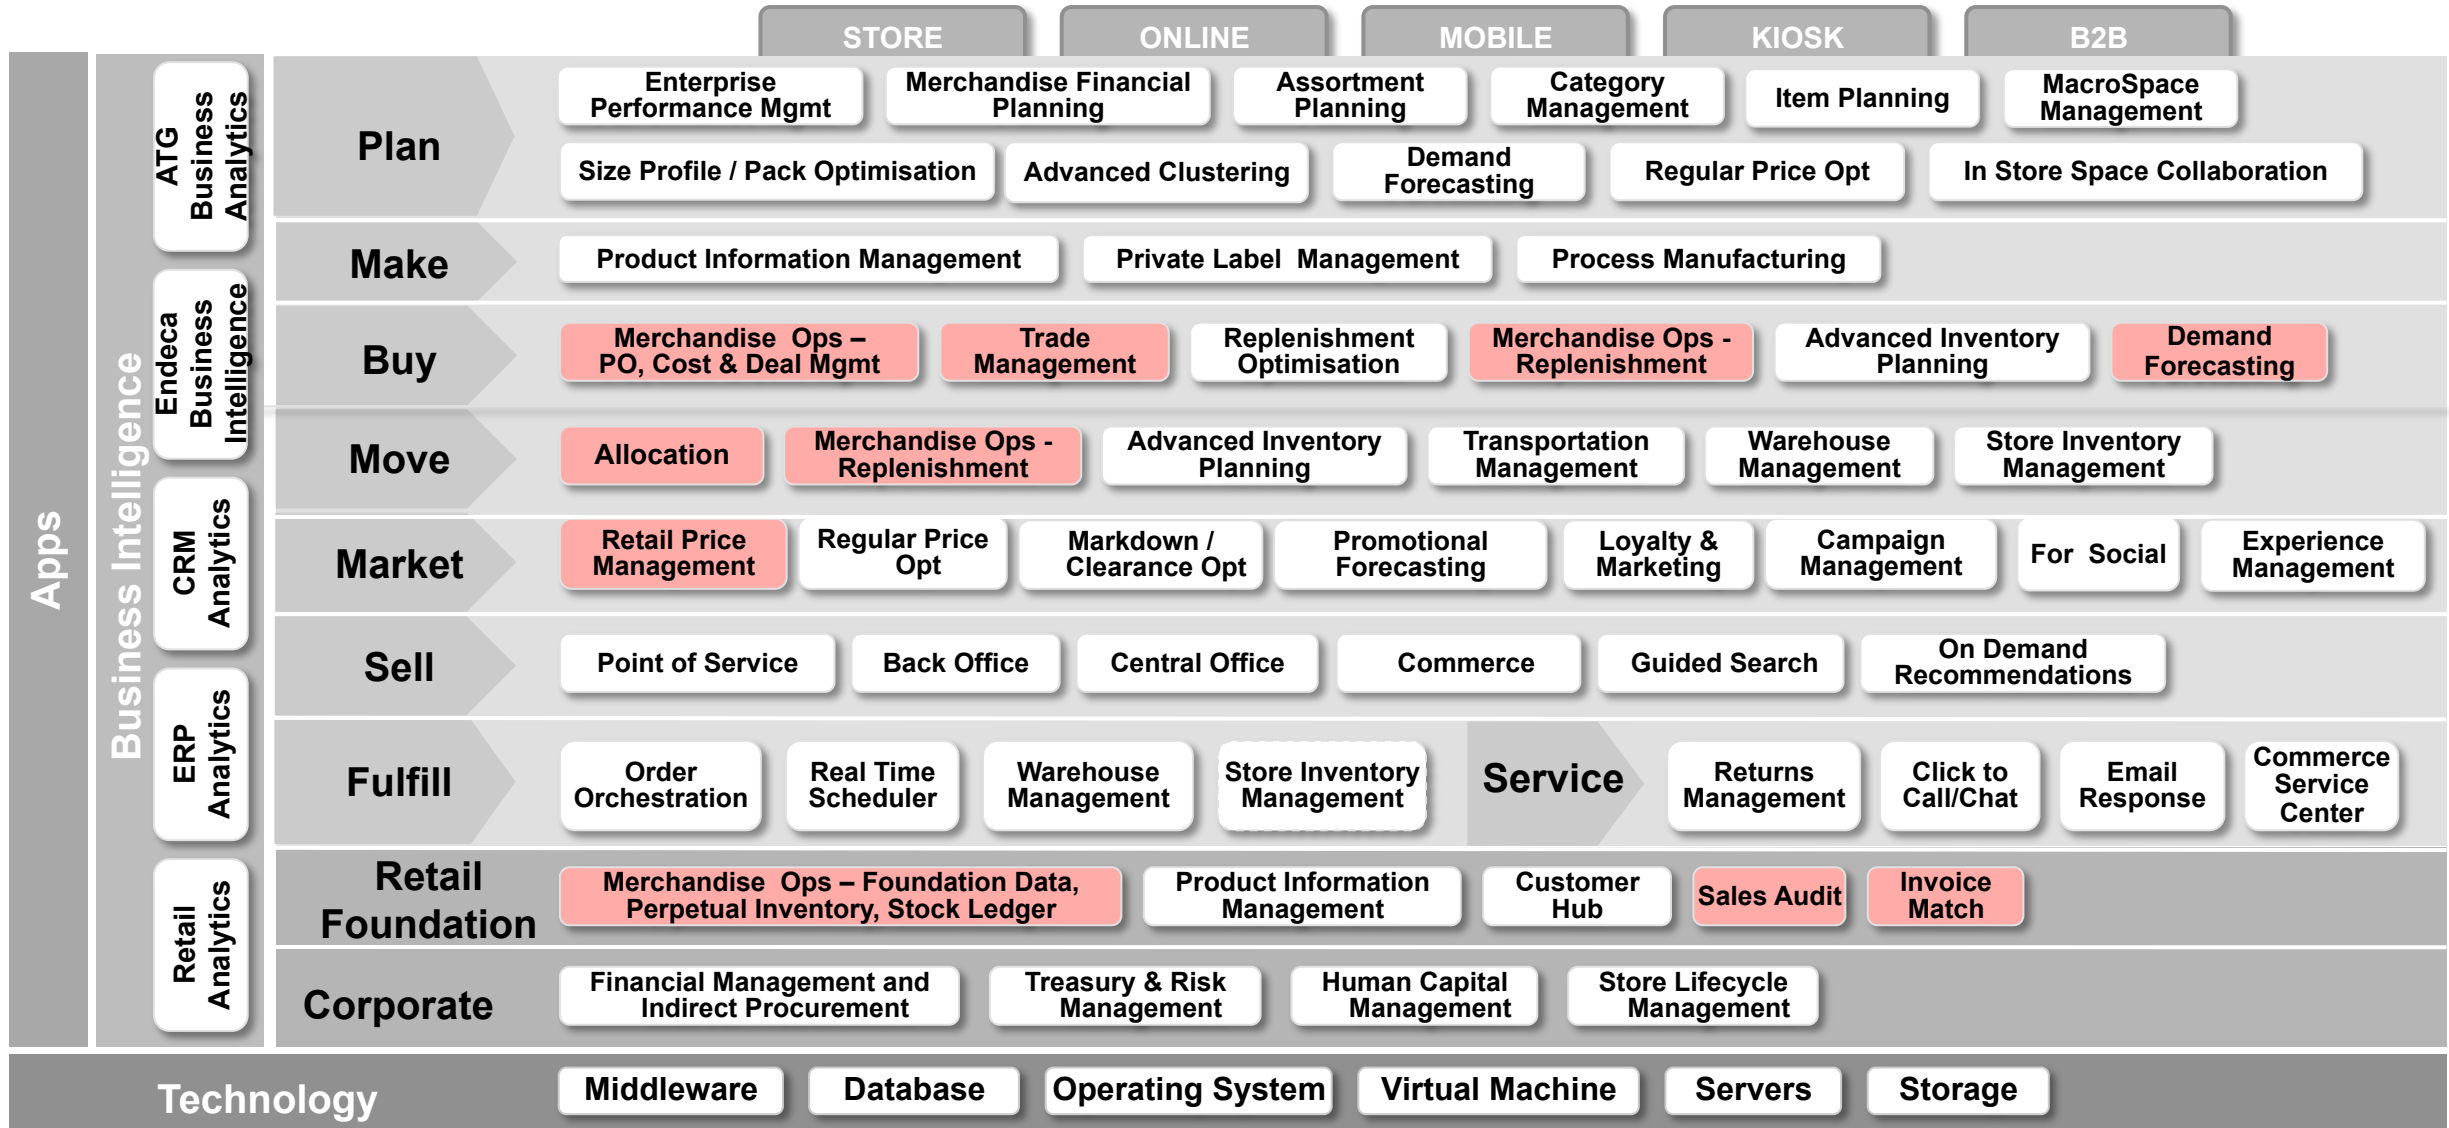 STORE
ONLINE
MOBILE
KIOSK
B2B
Apps
Business Intelligence
ATG
Business
Analytics
Endeca
Business
Intelligence
CRM
Analytics
ERP
Analytics
Retail
Analytics
Plan
Enterprise
Performance Mgmt
Merchandise Financial
Planning
Assortment
Planning
Category
Management
Item Planning
MacroSpace
Management
Size Profile / Pack Optimisation
Advanced Clustering
Demand
Forecasting
Regular Price Opt
In Store Space Collaboration
Make
Product Information Management
Private Label Management
Process Manufacturing
Buy
Merchandise Ops –
PO, Cost & Deal Mgmt
Trade
Management
Replenishment
Optimisation
Merchandise Ops -
Replenishment
Advanced Inventory
Planning
Demand
Forecasting
Move
Allocation
Merchandise Ops -
Replenishment
Advanced Inventory
Planning
Transportation
Management
Warehouse
Management
Store Inventory
Management
Market
Retail Price
Management
Regular Price
Opt
Markdown /
Clearance Opt
Promotional
Forecasting
Loyalty &
Marketing
Campaign
Management
For Social
Experience
Management
Sell
Point of Service
Back Office
Central Office
Commerce
Guided Search
On Demand
Recommendations
Fulfill
Order
Orchestration
Real Time
Scheduler
Warehouse
Management
Store Inventory
Management
Service
Returns
Management
Click to
Call/Chat
Email
Response
Commerce
Service
Center
Retail
Foundation
Merchandise Ops – Foundation Data,
Perpetual Inventory, Stock Ledger
Product Information
Management
Customer
Hub
Sales Audit
Invoice
Match
Corporate
Financial Management and
Indirect Procurement
Treasury & Risk
Management
Human Capital
Management
Store Lifecycle
Management
Technology
Middleware
Database
Operating System
Virtual Machine
Servers
Storage